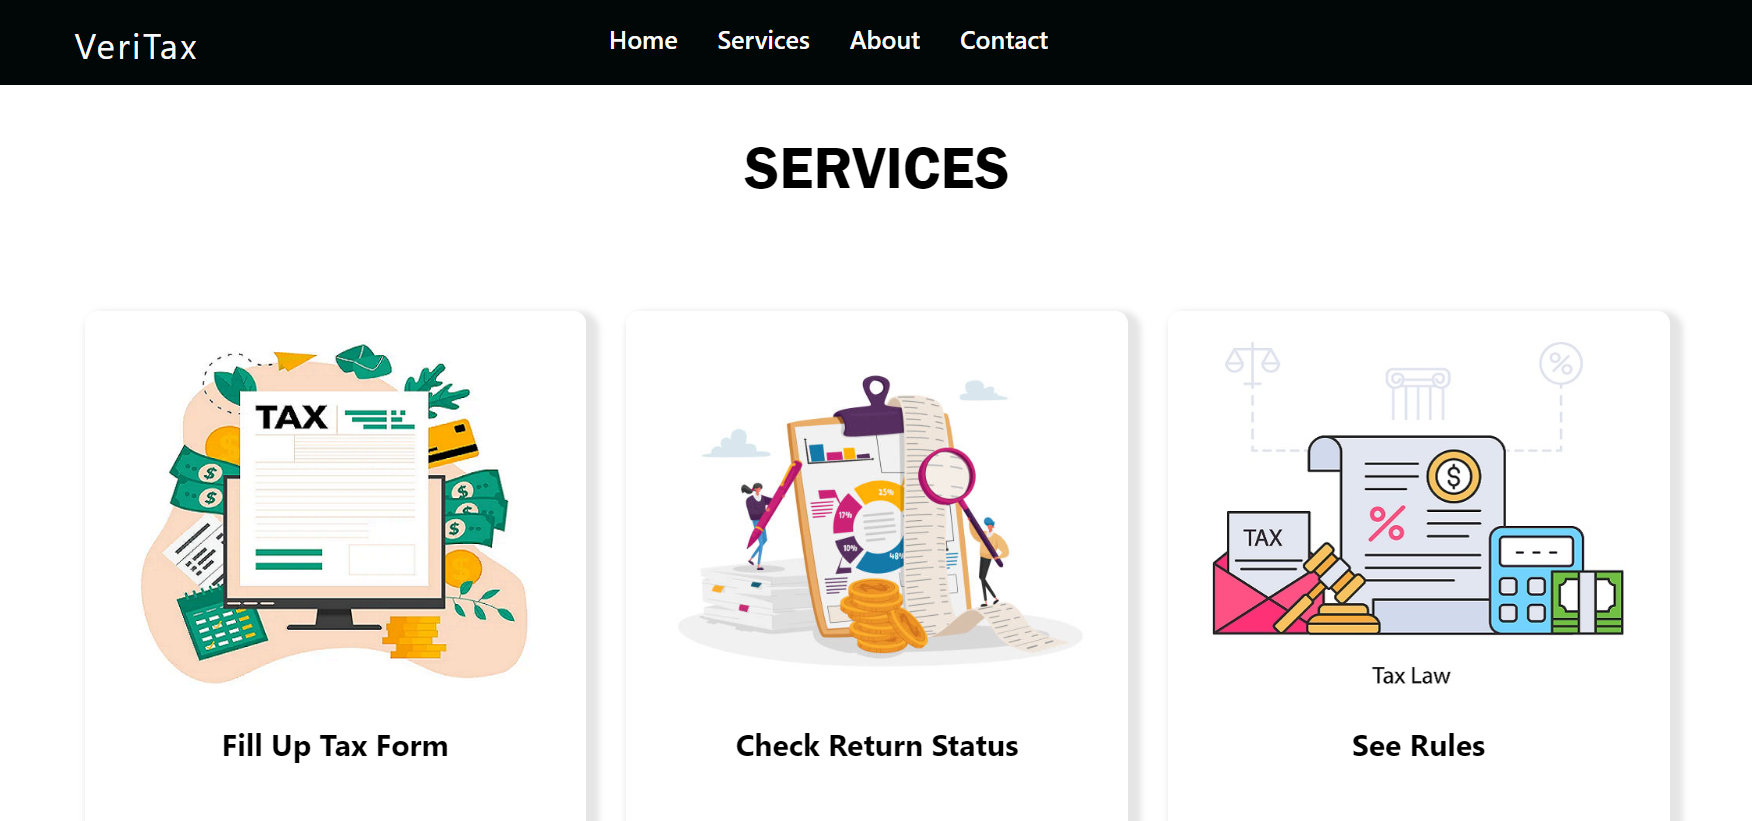 VeriTax
Home Services About Contact
SERVICES
TAX
15%
17%
10%
48%
%
$
%
TAX
Tax Law
Fill Up Tax Form
Check Return Status
See Rules